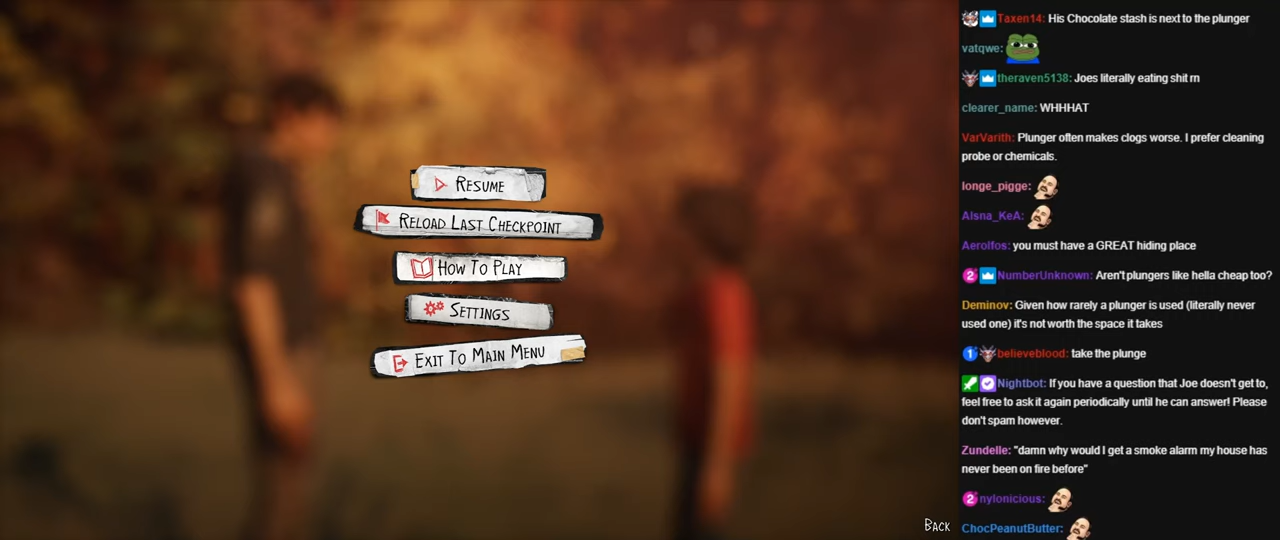 RESUME
RELOAD LAST CHECKPOINT
HOW TO PLAY
SETTINGS
EXIT TO MAIN MENU
BACK
Taxen14: His Chocolate stash is next to the plunger
vatqwe:
theraven5138: Joes literally eating shit rn
clearer_name: WHHHAT
VarVarith: Plunger often makes clogs worse. I prefer cleaning
probe or chemicals.
longe_pigge:
Alsna_KeA:
Aerolfos: you must have a GREAT hiding place
2 NumberUnknown: Aren't plungers like hella cheap too?
Deminov: Given how rarely a plunger is used (literally never
used one) it's not worth the space it takes
1 believeblood: take the plunge
Nightbot: If you have a question that Joe doesn't get to,
feel free to ask it again periodically until he can answer! Please
don't spam however.
Zundelle: "damn why would I get a smoke alarm my house has
never been on fire before"
2 nylonicious:
ChocPeanutButter: